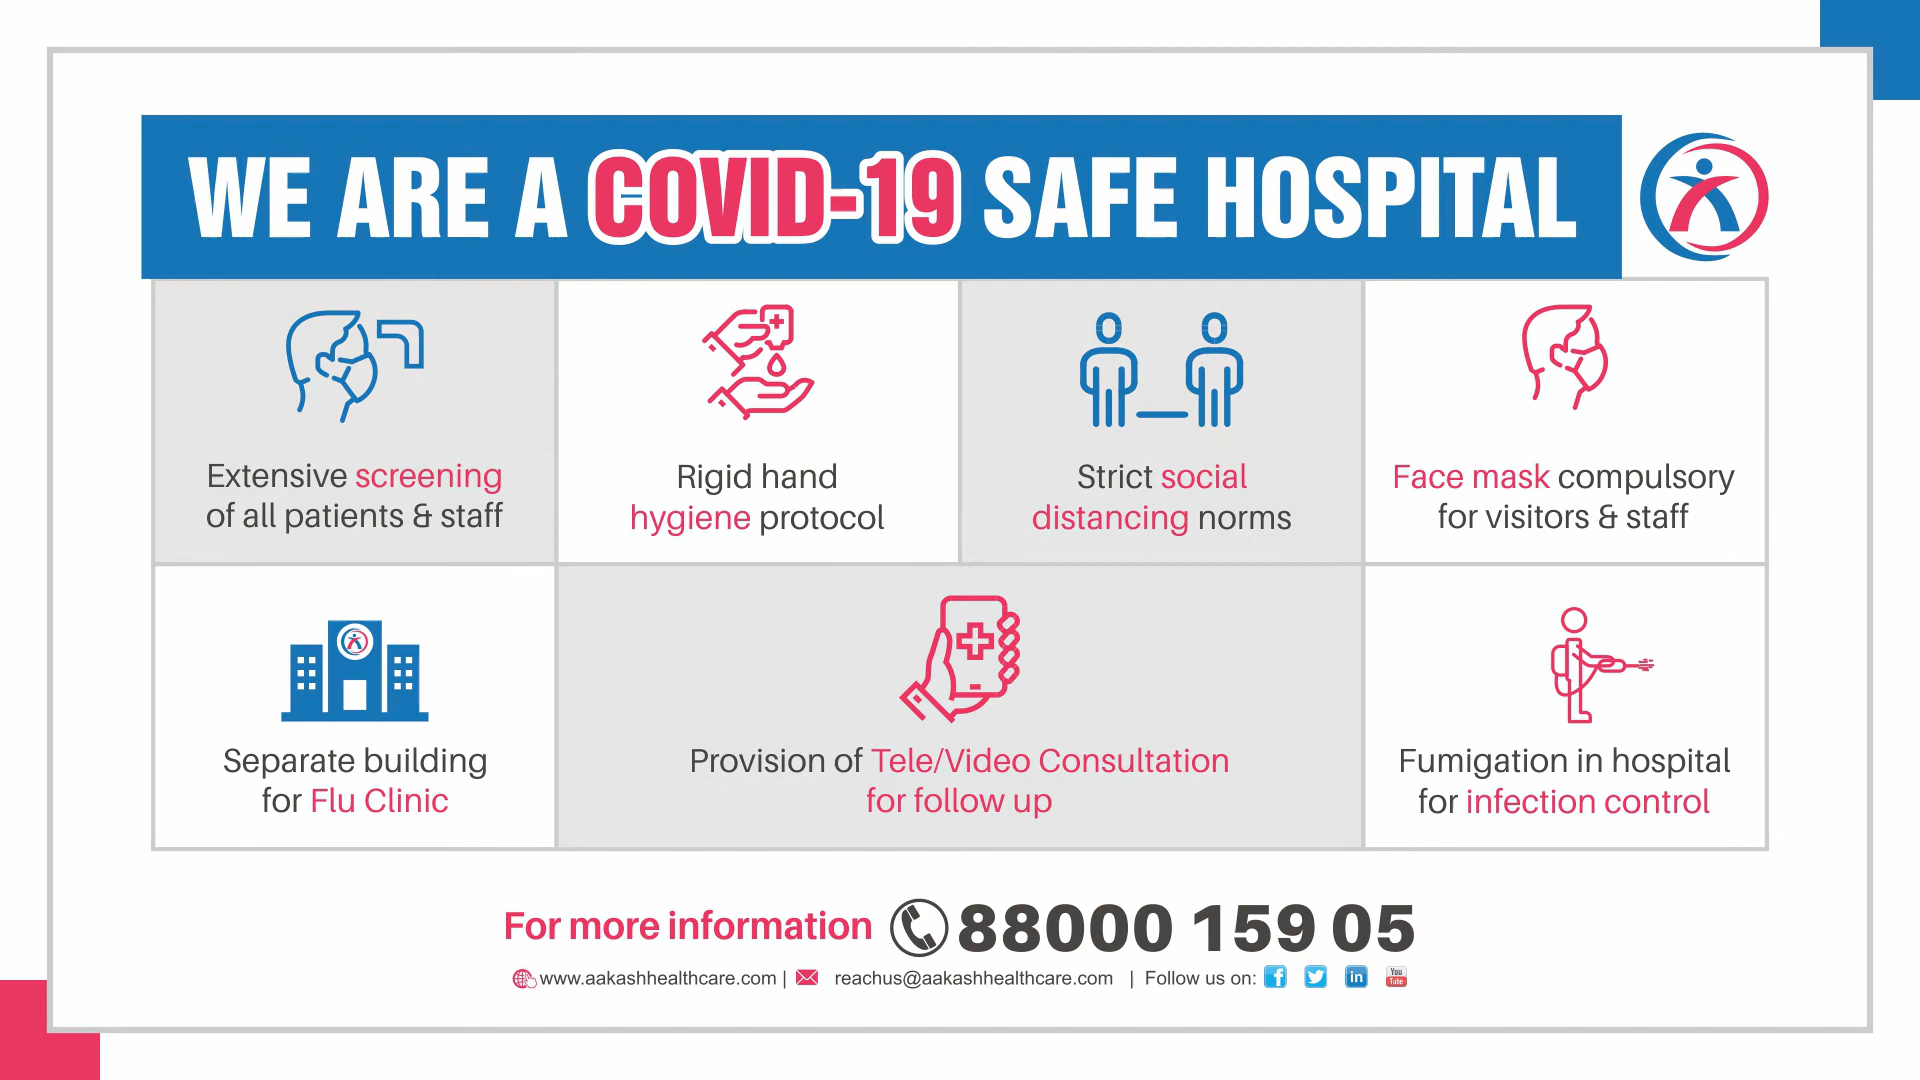 WE ARE A COVID-19 SAFE HOSPITAL
Extensive screening
of all patients & staff
Rigid hand
hygiene protocol
Strict social
distancing norms
Face mask compulsory
for visitors & staff
Separate building
for Flu Clinic
Provision of Tele/Video Consultation
for follow up
Fumigation in hospital
for infection control
For more information 88000 159 05
www.aakashhealthcare.com | reachus@aakashhealthcare.com | Follow us on: f in You Tube